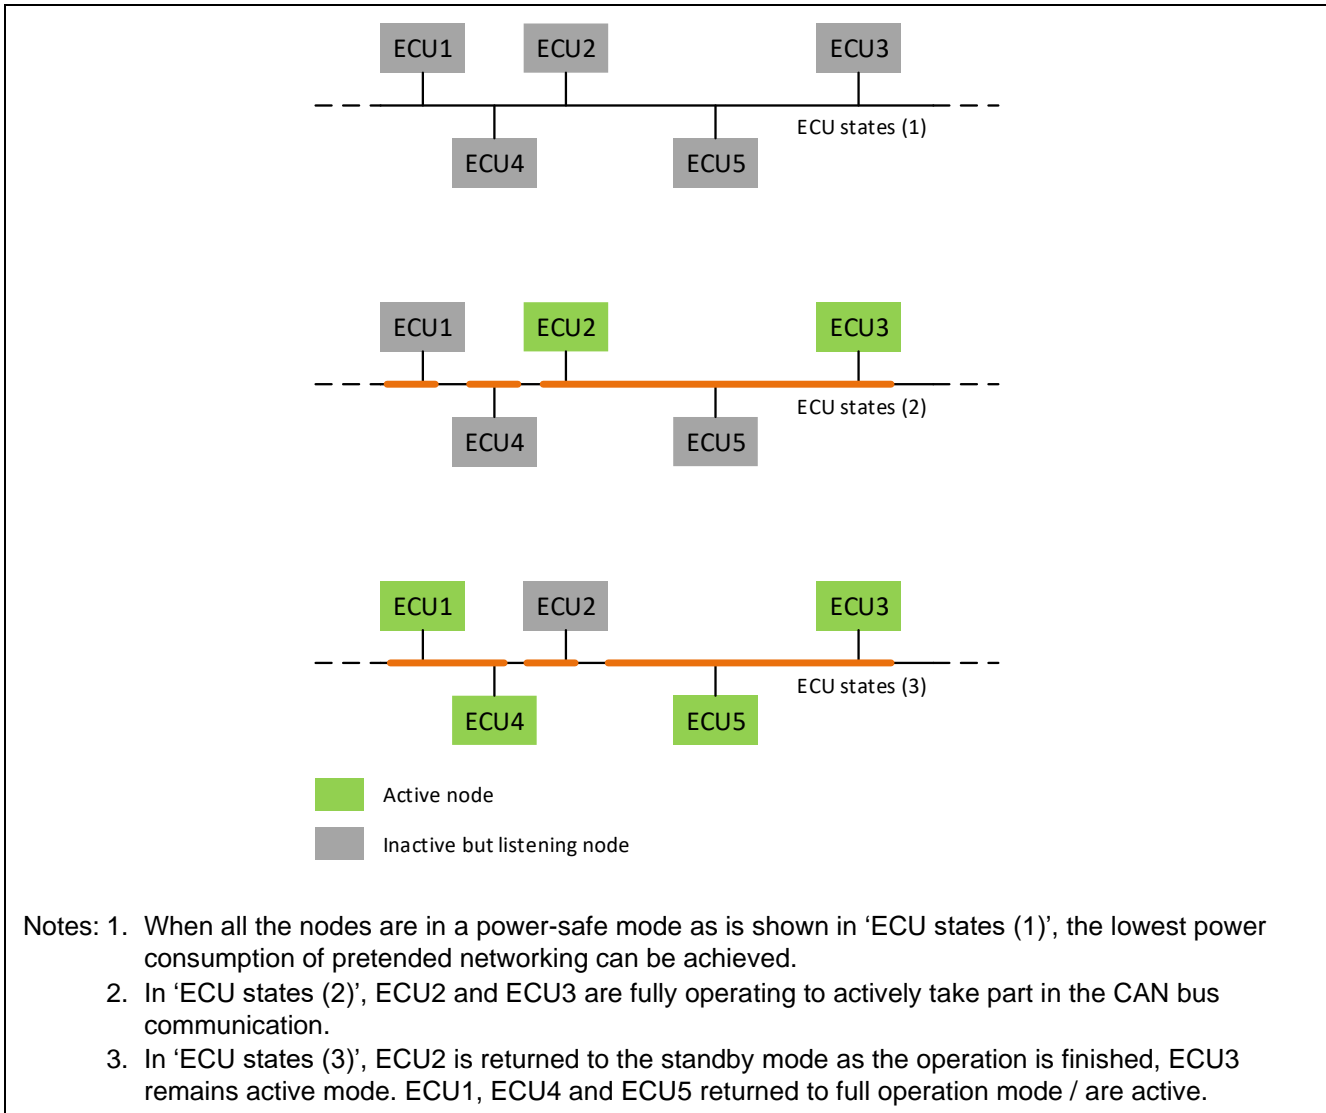 ECU1 ECU2 ECU3
ECU states (1)
ECU4 ECU5
ECU1 ECU2 ECU3
ECU states (2)
ECU4 ECU5
ECU1 ECU2 ECU3
ECU states (3)
ECU4 ECU5
Active node
Inactive but listening node
Notes: 1. When all the nodes are in a power-safe mode as is shown in ‘ECU states (1)’, the lowest power
consumption of pretended networking can be achieved.
2. In ‘ECU states (2)’, ECU2 and ECU3 are fully operating to actively take part in the CAN bus
communication.
3. In ‘ECU states (3)’, ECU2 is returned to the standby mode as the operation is finished, ECU3
remains active mode. ECU1, ECU4 and ECU5 returned to full operation mode / are active.